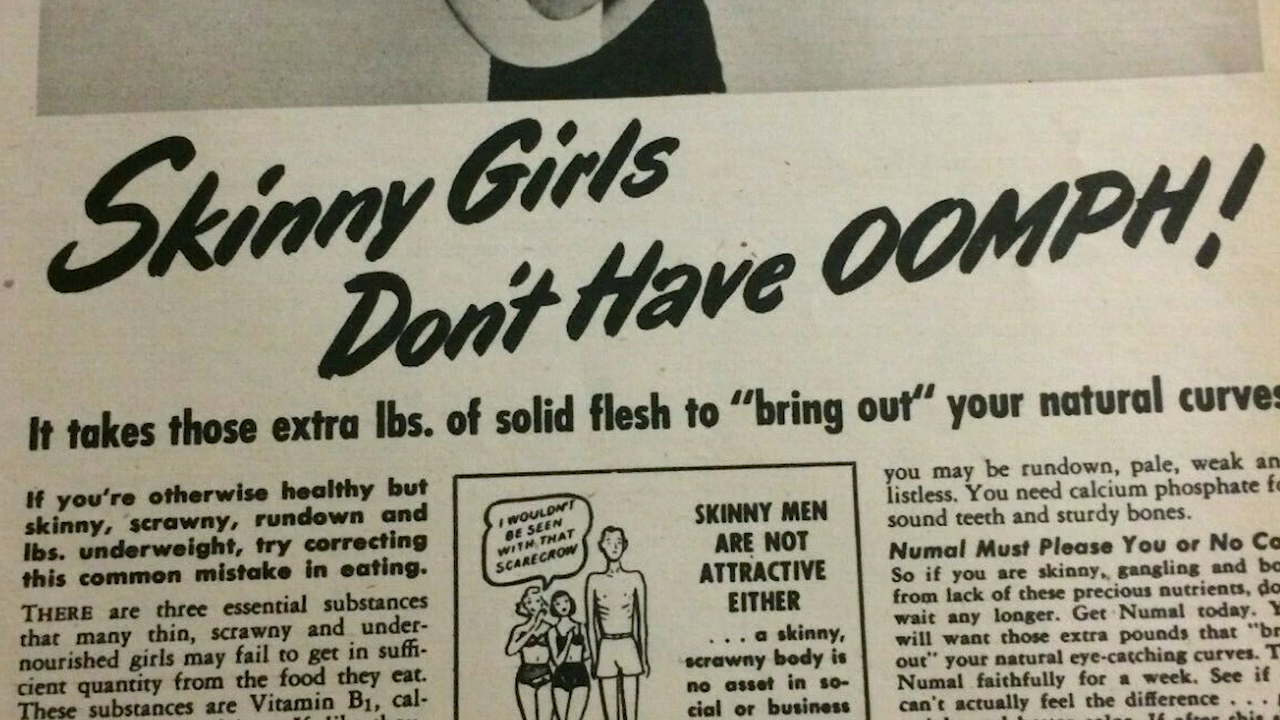 Skinny Girls
Don't Have OOMPH!
It takes those extra lbs. of solid flesh to "bring out" your natural curves
If you're otherwise healthy but
skinny, scrawny, rundown and
lbs. underweight, try correcting
this common mistake in eating.
THERE are three essential substances
that many thin, scrawny and under-
nourished girls may fail to get in suffi-
cient quantity from the food they eat.
These substances are Vitamin B1, cal-
I WOULDN'T
BE SEEN
WITH THAT
SCARECROW
SKINNY MEN
ARE NOT
ATTRACTIVE
EITHER
. . . a skinny,
scrawny body is
no asset in so-
cial or business
you may be rundown, pale, weak an
listless. You need calcium phosphate fo
sound teeth and sturdy bones.
Numal Must Please You or No Co
So if you are skinny, gangling and bo
from lack of these precious nutrients, do
wait any longer. Get Numal today. Y
will want those extra pounds that "br
out" your natural eye-catching curves. T
Numal faithfully for a week. See if
can't actually feel the difference . . . .